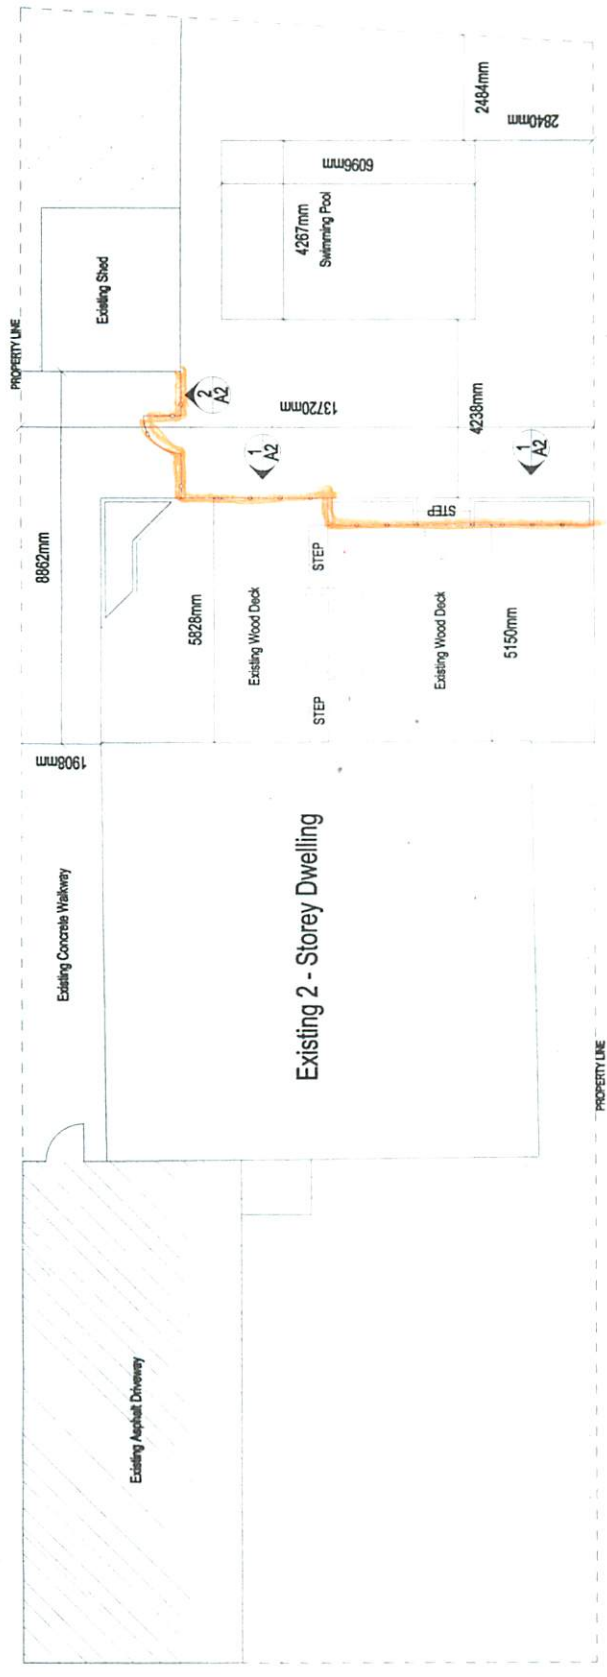 PROPERTY LINE
2484mm
2840mm
6096mm
4267mm
Swimming Pool
Existing Shed
2
A2
13720mm
1
A2
4238mm
1
A2
8862mm
STEP
STEP
5828mm
Existing Wood Deck
Existing Wood Deck
5150mm
STEP
1908mm
Existing Concrete Walkway
Existing 2 - Storey Dwelling
PROPERTY LINE
Existing Asphalt Driveway